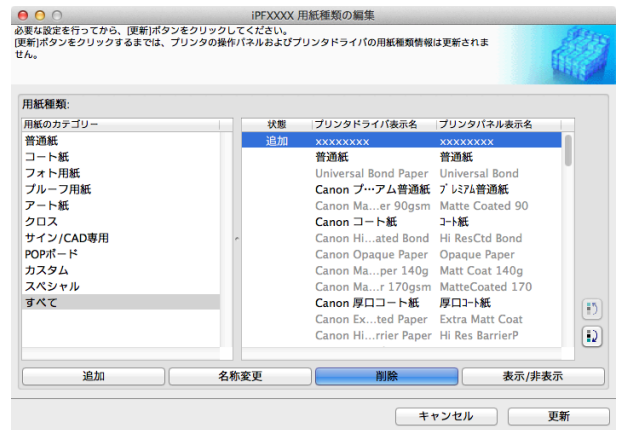 iPFXXXX 用紙種類の編集
必要な設定を行ってから、[更新]ボタンをクリックしてください。
[更新]ボタンをクリックするまでは、プリンタの操作パネルおよびプリンタドライバの用紙種類情報は更新されま
せん。
用紙種類:
用紙のカテゴリー
普通紙
コート紙
フォト用紙
プルーフ用紙
アート紙
クロス
サイン/CAD専用
POPボード
カスタム
スペシャル
すべて
状態 プリンタドライバ表示名 プリンタパネル表示名
追加 xxxxxxxx xxxxxxxx
普通紙 普通紙
Universal Bond Paper Universal Bond
Canon プ…アム普通紙 プレミアム普通紙
Canon Ma...er 90gsm Matte Coated 90
Canon コート紙 コート紙
Canon Hi...ated Bond Hi ResCtd Bond
Canon Opaque Paper Opaque Paper
Canon Ma...per 140g Matt Coat 140g
Canon Ma...r 170gsm MatteCoated 170
Canon 厚口コート紙 厚口コート紙
Canon Ex...ted Paper Extra Matt Coat
Canon Hi...rrier Paper Hi Res BarrierP
追加 名称変更 削除 表示/非表示
キャンセル 更新